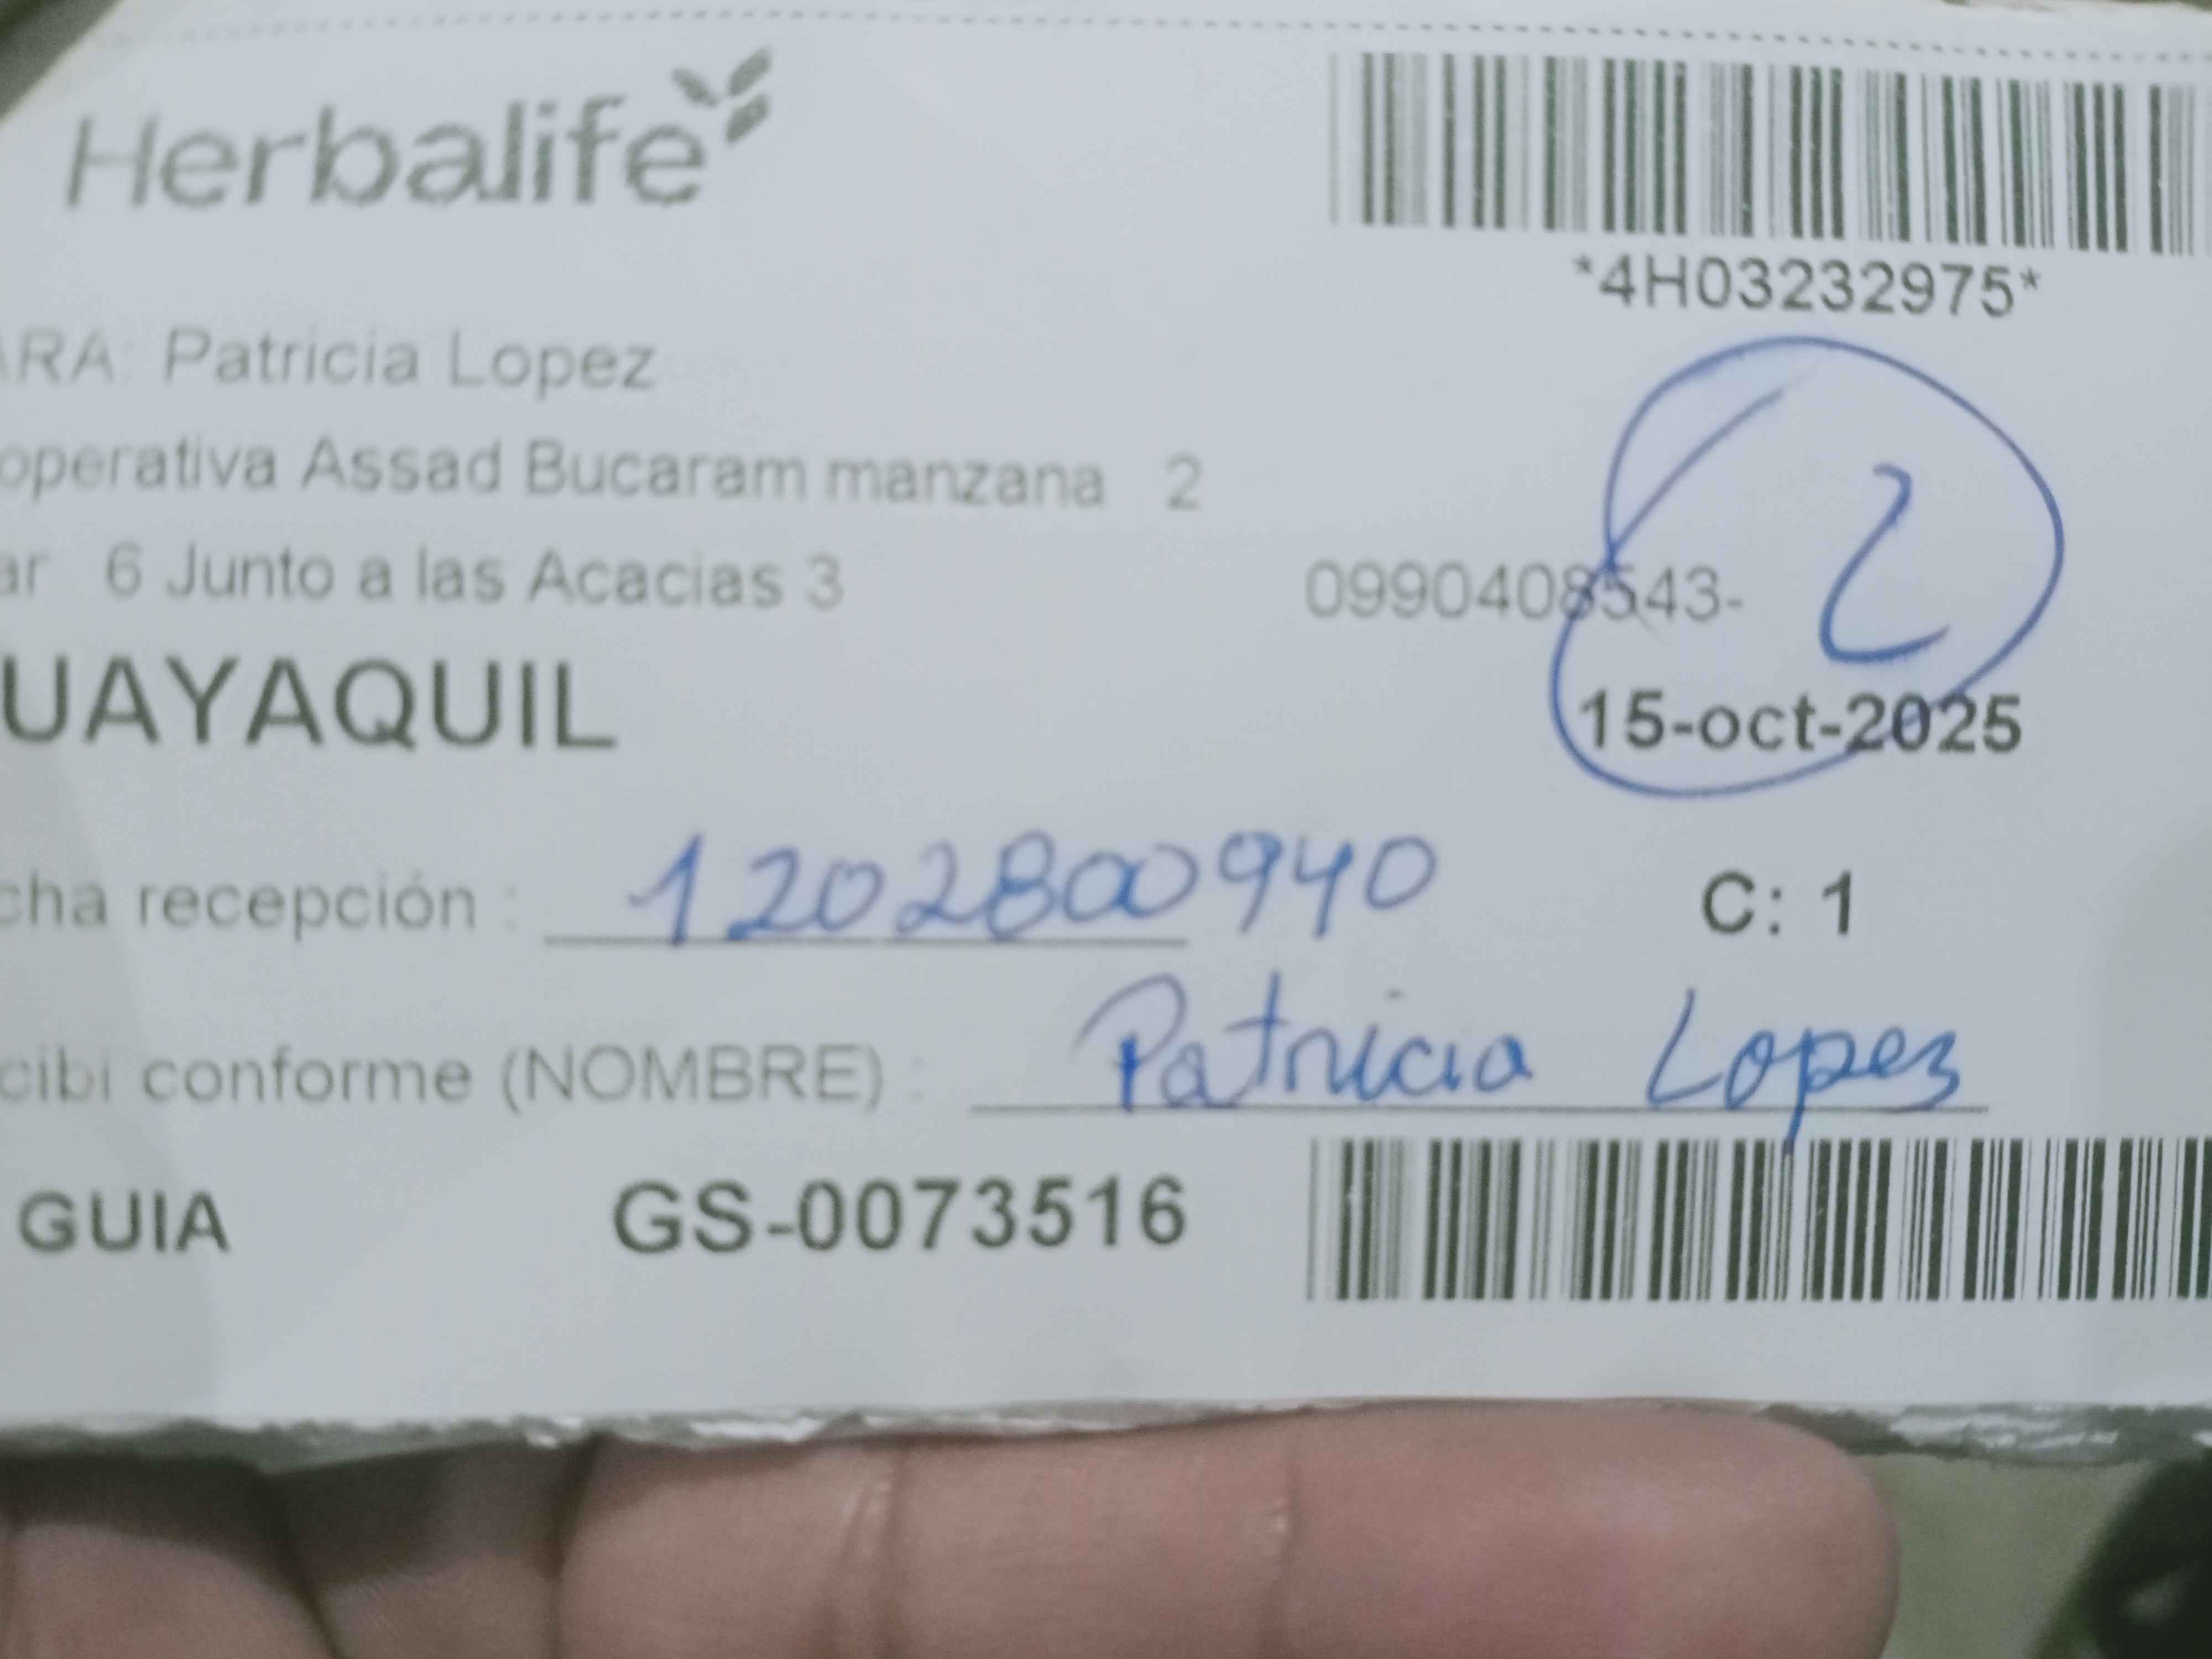 Herbalife
*4H03232975*
ARA: Patricia Lopez
operativa Assad Bucaram manzana 2
ar 6 Junto a las Acacias 3 0990408543-
2
UAYAQUIL 15-oct-2025
cha recepción : 1202800940 C: 1
cibi conforme (NOMBRE) : Patricia Lopez
GUIA GS-0073516